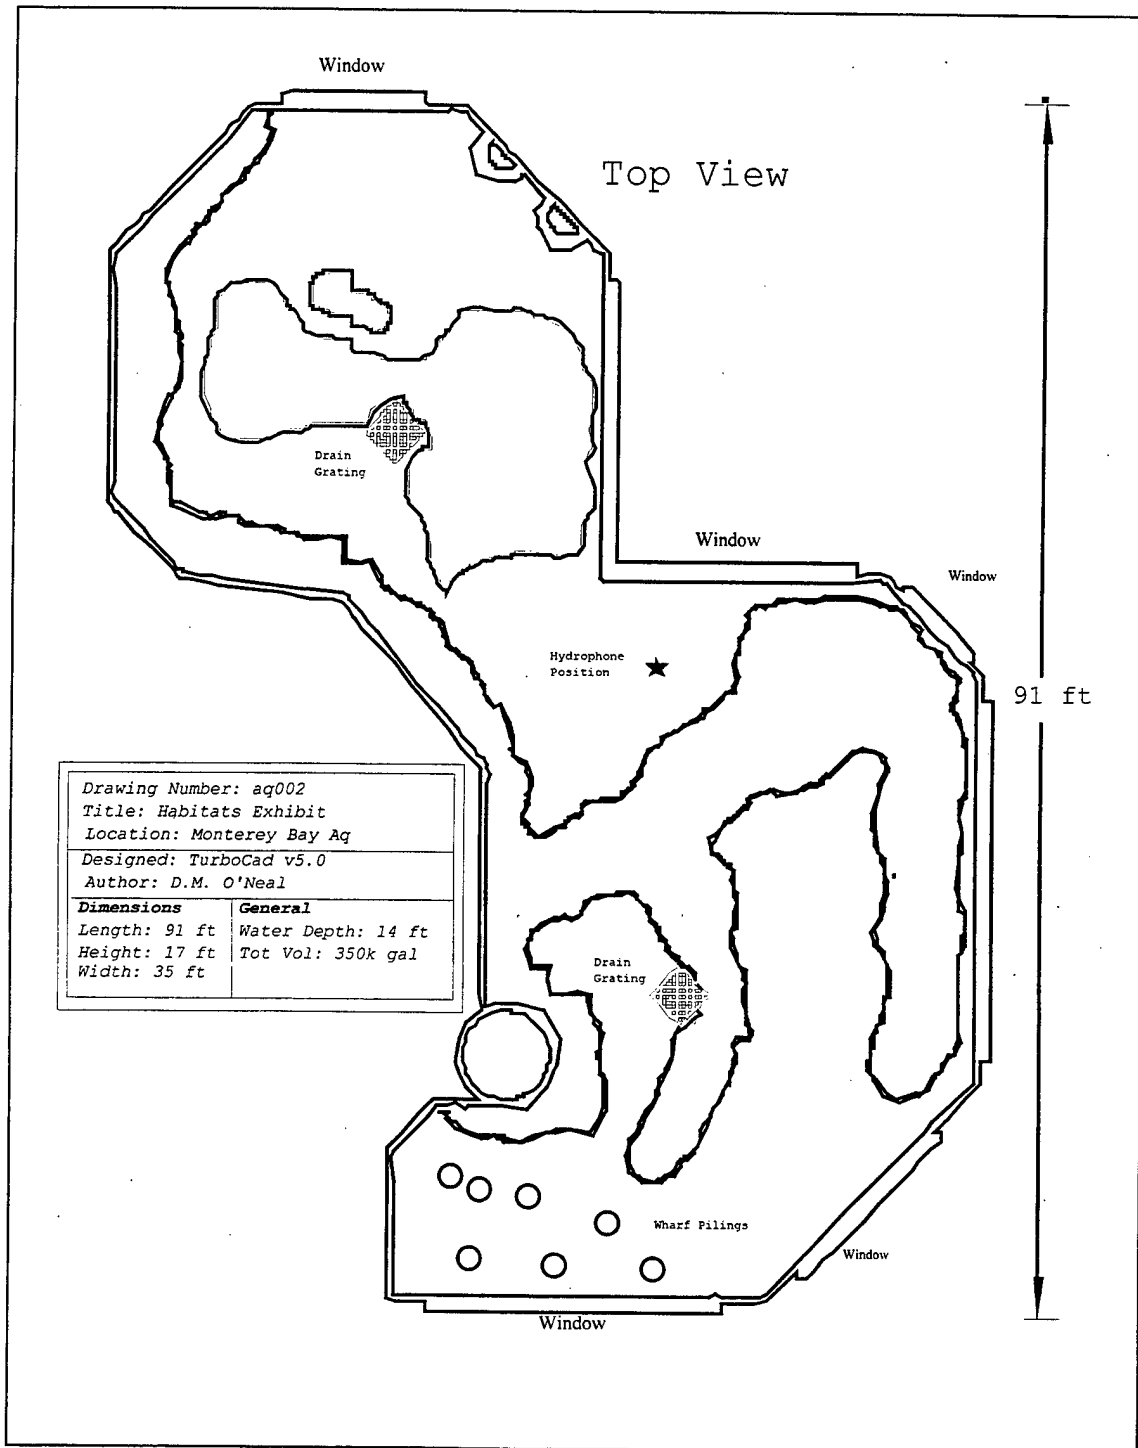 Window
Top View
Drain
Grating
Window
Window
Hydrophone
Position
91 ft
Drawing Number: aq002
Title: Habitats Exhibit
Location: Monterey Bay Aq
Designed: TurboCad v5.0
Author: D.M. O'Neal
Dimensions General
Length: 91 ft Water Depth: 14 ft
Height: 17 ft Tot Vol: 350k gal
Width: 35 ft
Drain
Grating
Wharf Pilings
Window
Window